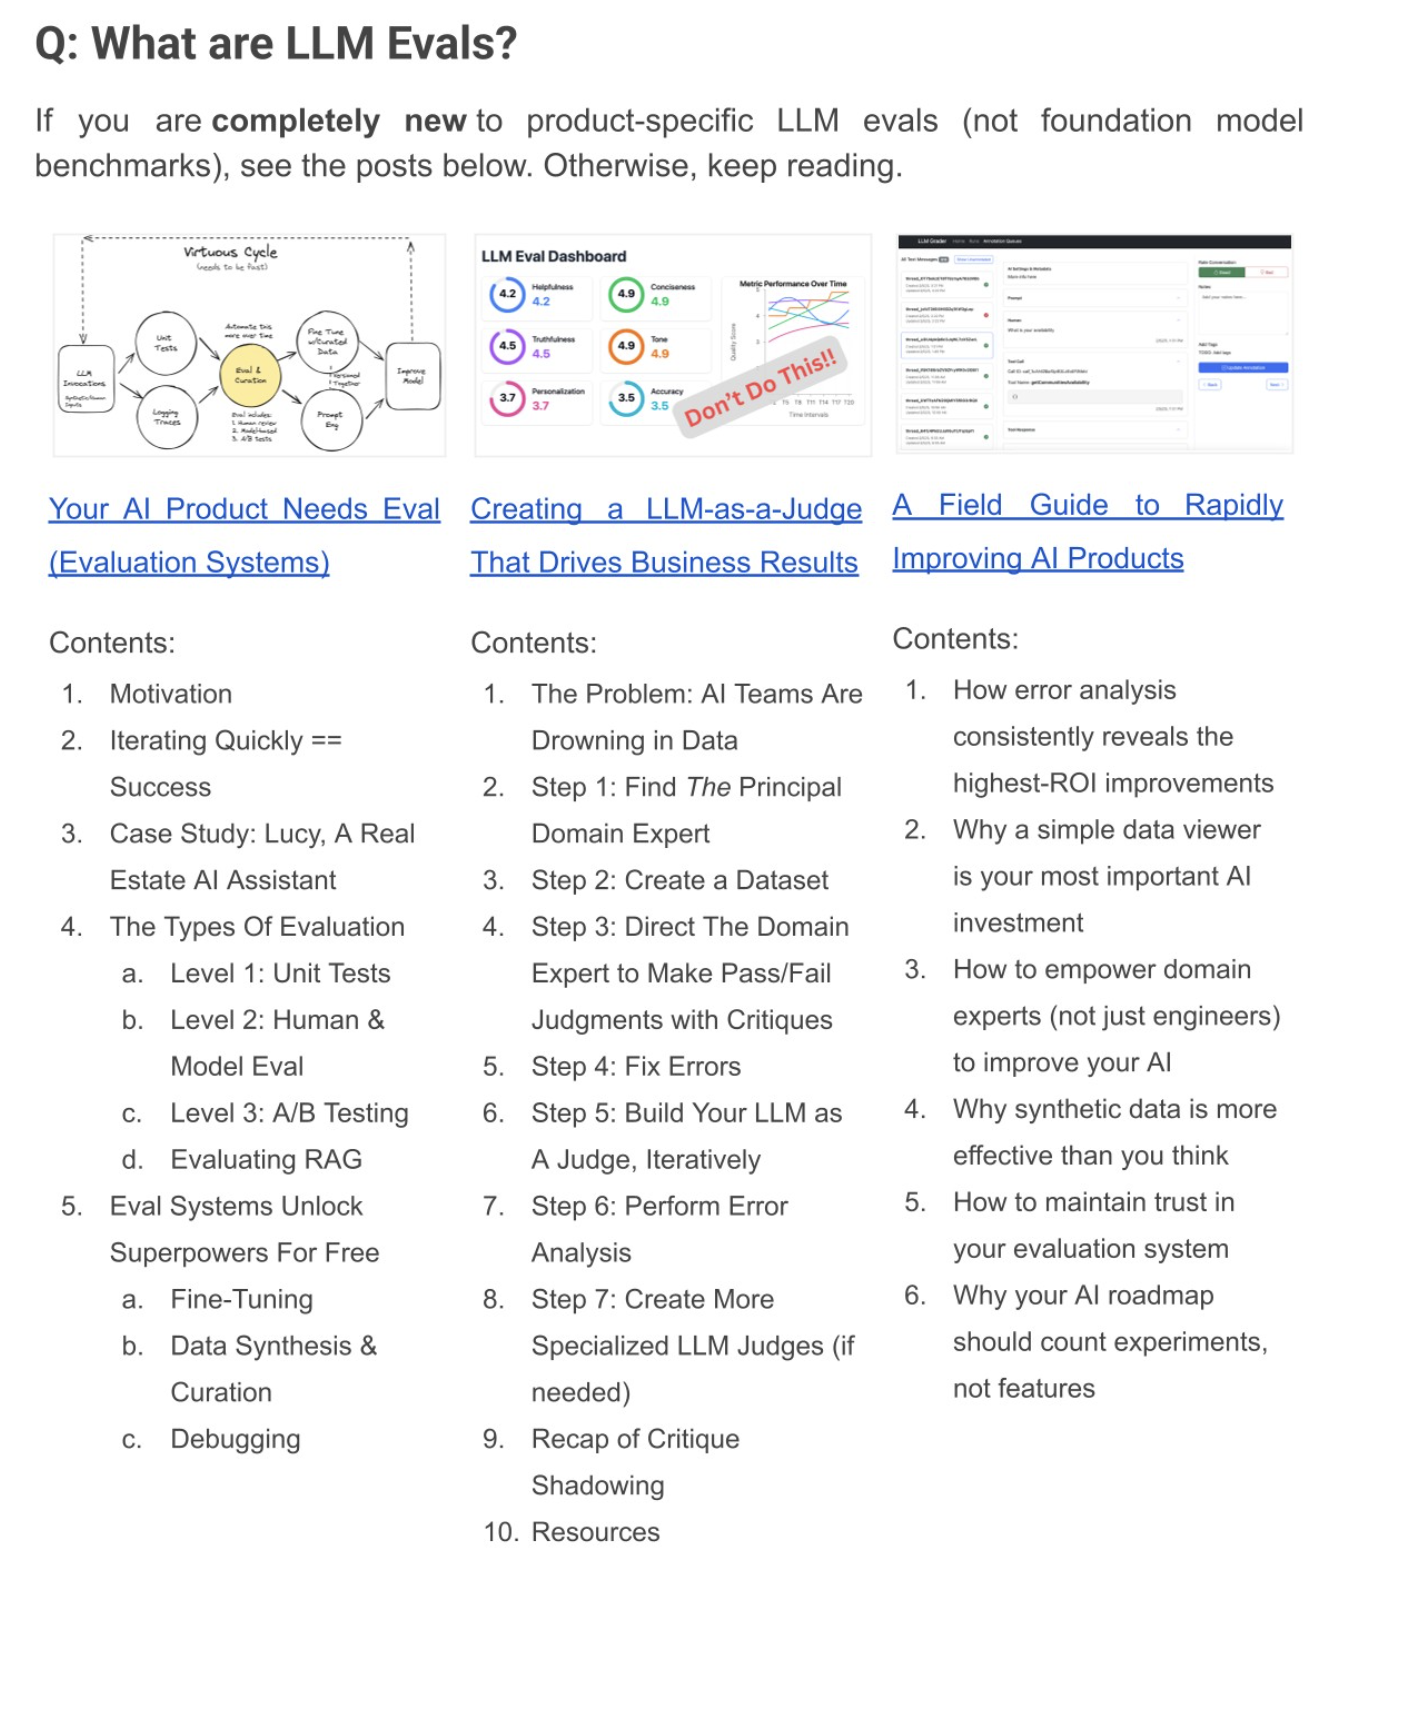 Q: What are LLM Evals?
If you are completely new to product-specific LLM evals (not foundation model
benchmarks), see the posts below. Otherwise, keep reading.
Virtuous Cycle
(needs to be fast)
LLM
Invocations
Unit
Tests
Logging
Traces
Automate this
more over time
Eval &
Curation
Eval includes:
1. Human review
2. Model-based
3. A/B tests
Fine Tune
w/Curated
Data
Prompt
Eng
Improve
Model
LLM Eval Dashboard
4.2
Helpfulness
4.2
4.9
Conciseness
4.9
4.5
Truthfulness
4.5
4.9
Tone
4.9
3.7
Personalization
3.7
3.5
Accuracy
3.5
Metric Performance Over Time
Quality Score
Time Intervals
Don't Do This!!
LLM Grader
Your AI Product Needs Eval
(Evaluation Systems)
Contents:
1. Motivation
2. Iterating Quickly ==
Success
3. Case Study: Lucy, A Real
Estate AI Assistant
4. The Types Of Evaluation
a. Level 1: Unit Tests
b. Level 2: Human &
Model Eval
c. Level 3: A/B Testing
d. Evaluating RAG
5. Eval Systems Unlock
Superpowers For Free
a. Fine-Tuning
b. Data Synthesis &
Curation
c. Debugging
Creating a LLM-as-a-Judge
That Drives Business Results
Contents:
1. The Problem: AI Teams Are
Drowning in Data
2. Step 1: Find The Principal
Domain Expert
3. Step 2: Create a Dataset
4. Step 3: Direct The Domain
Expert to Make Pass/Fail
Judgments with Critiques
5. Step 4: Fix Errors
6. Step 5: Build Your LLM as
A Judge, Iteratively
7. Step 6: Perform Error
Analysis
8. Step 7: Create More
Specialized LLM Judges (if
needed)
9. Recap of Critique
Shadowing
10. Resources
A Field Guide to Rapidly
Improving AI Products
Contents:
1. How error analysis
consistently reveals the
highest-ROI improvements
2. Why a simple data viewer
is your most important AI
investment
3. How to empower domain
experts (not just engineers)
to improve your AI
4. Why synthetic data is more
effective than you think
5. How to maintain trust in
your evaluation system
6. Why your AI roadmap
should count experiments,
not features